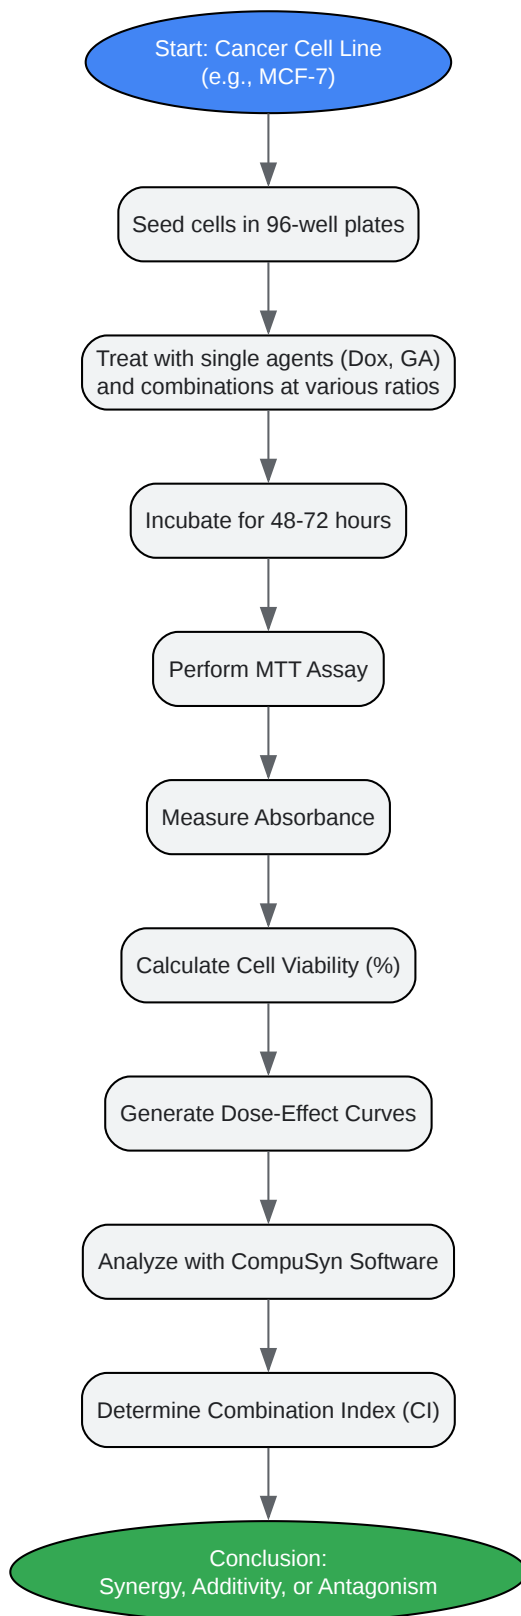 Start: Cancer Cell Line
(e.g., MCF-7)
Seed cells in 96-well plates
Treat with single agents (Dox, GA)
and combinations at various ratios
Incubate for 48-72 hours
Perform MTT Assay
Measure Absorbance
Calculate Cell Viability (%)
Generate Dose-Effect Curves
Analyze with CompuSyn Software
Determine Combination Index (CI)
Conclusion:
Synergy, Additivity, or Antagonism